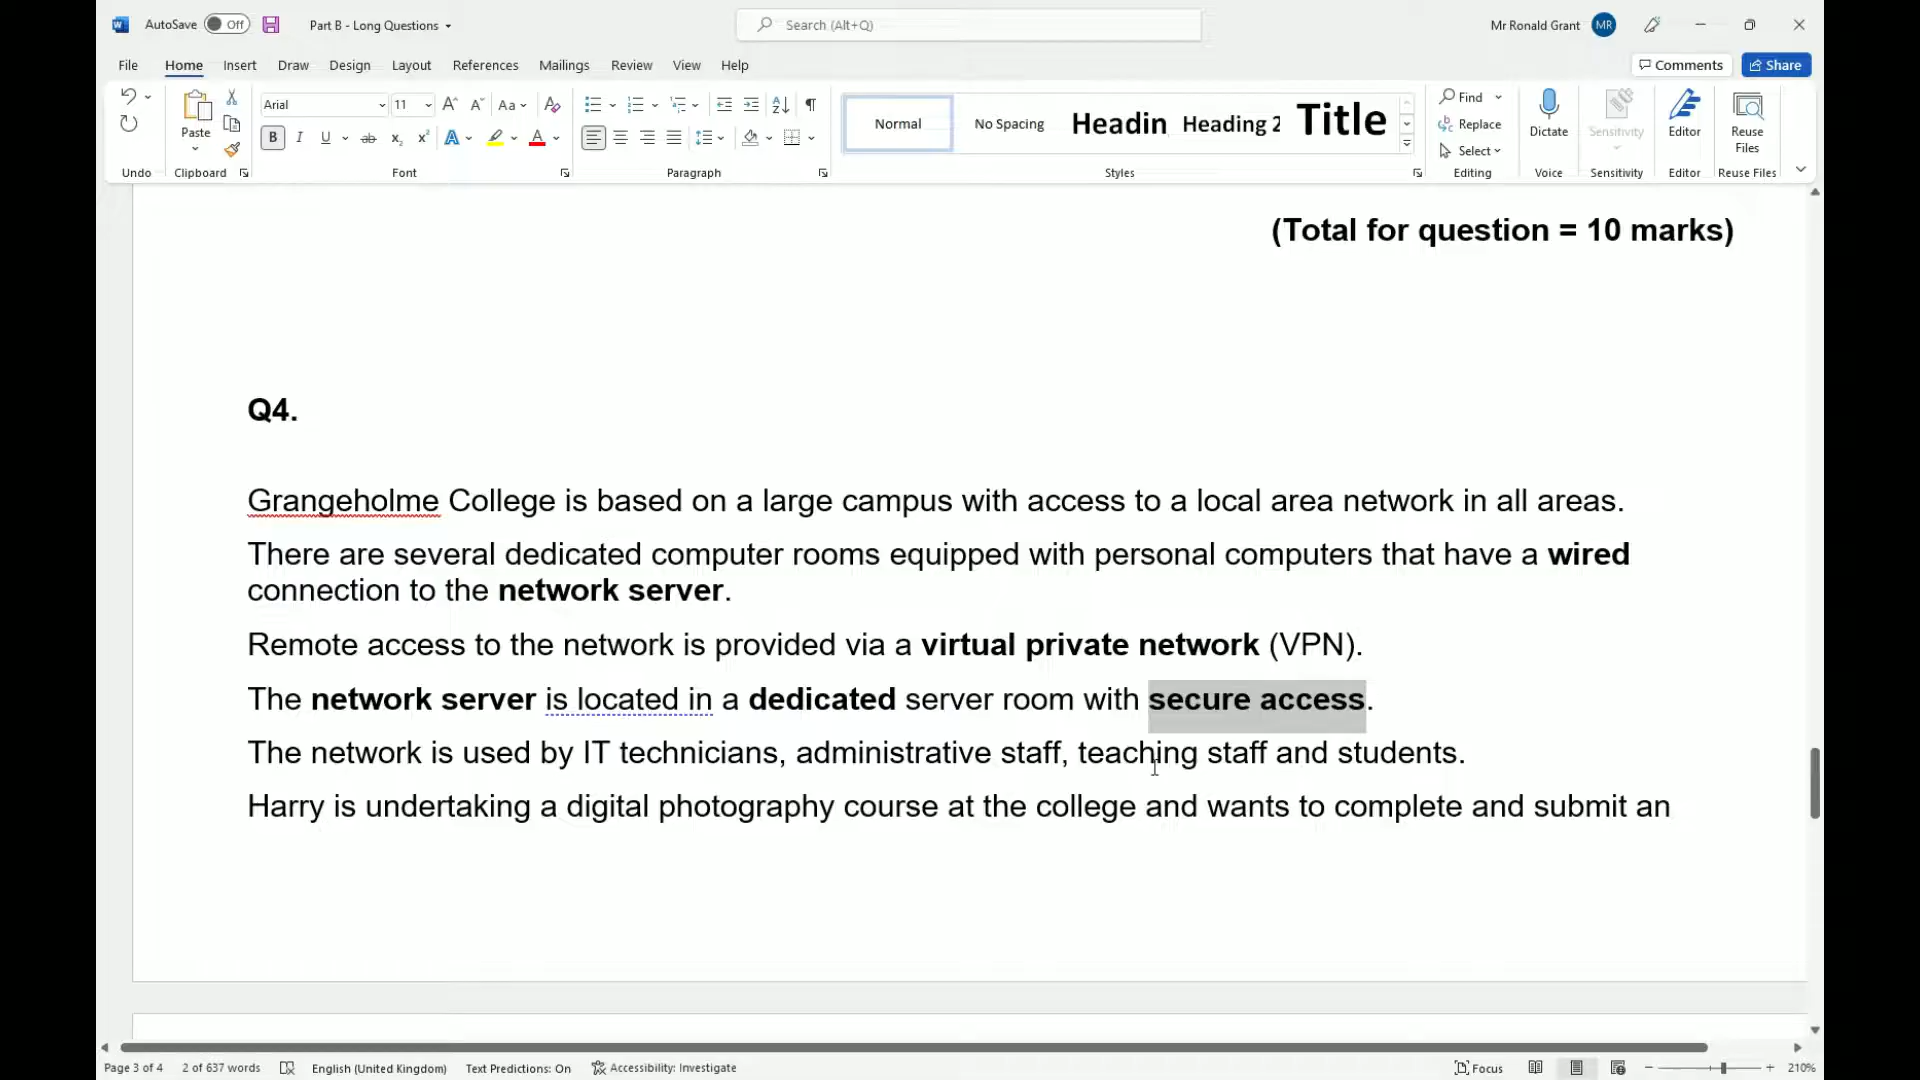 AutoSave Off Part B - Long Questions Search (Alt+Q) Mr Ronald Grant MR
File Home Insert Draw Design Layout References Mailings Review View Help Comments Share
Paste
Arial 11 Aa
B I U ab x₂ x² A A
Normal No Spacing Headin Heading 2 Title
Find
Replace
Select
Dictate Sensitivity Editor Reuse Files
Undo Clipboard Font Paragraph Styles Editing Voice Sensitivity Editor Reuse Files
(Total for question = 10 marks)
Q4.
Grangeholme College is based on a large campus with access to a local area network in all areas.
There are several dedicated computer rooms equipped with personal computers that have a wired
connection to the network server.
Remote access to the network is provided via a virtual private network (VPN).
The network server is located in a dedicated server room with secure access.
The network is used by IT technicians, administrative staff, teaching staff and students.
Harry is undertaking a digital photography course at the college and wants to complete and submit an
Page 3 of 4 2 of 637 words English (United Kingdom) Text Predictions: On Accessibility: Investigate Focus 210%